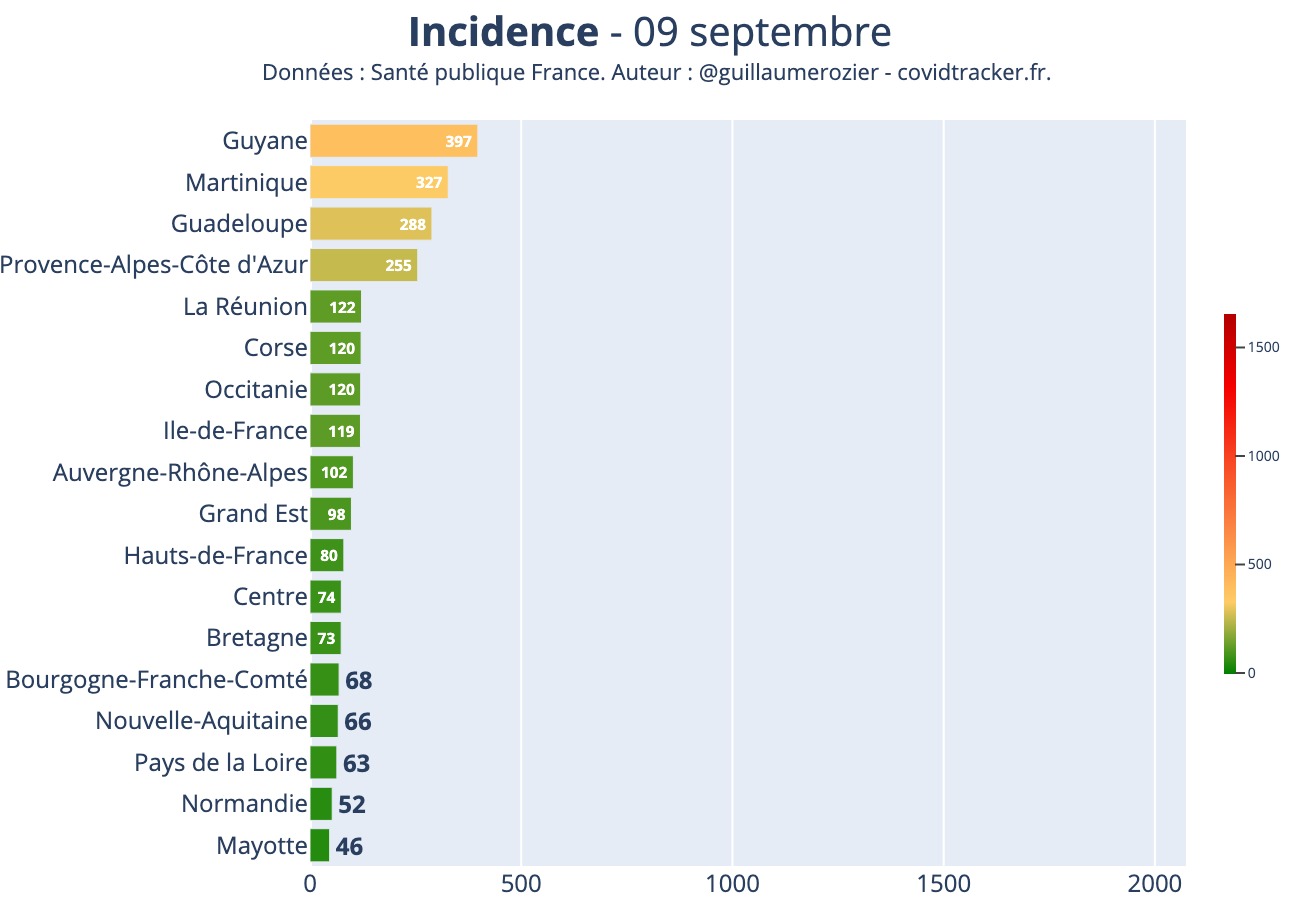 Incidence - 09 septembre
Données : Santé publique France. Auteur : @guillaumerozier - covidtracker.fr.
Guyane 397
Martinique 327
Guadeloupe 288
Provence-Alpes-Côte d'Azur 255
La Réunion 122
Corse 120
Occitanie 120
Ile-de-France 119
Auvergne-Rhône-Alpes 102
Grand Est 98
Hauts-de-France 80
Centre 74
Bretagne 73
Bourgogne-Franche-Comté 68
Nouvelle-Aquitaine 66
Pays de la Loire 63
Normandie 52
Mayotte 46
0 500 1000 1500 2000
1500
1000
500
0